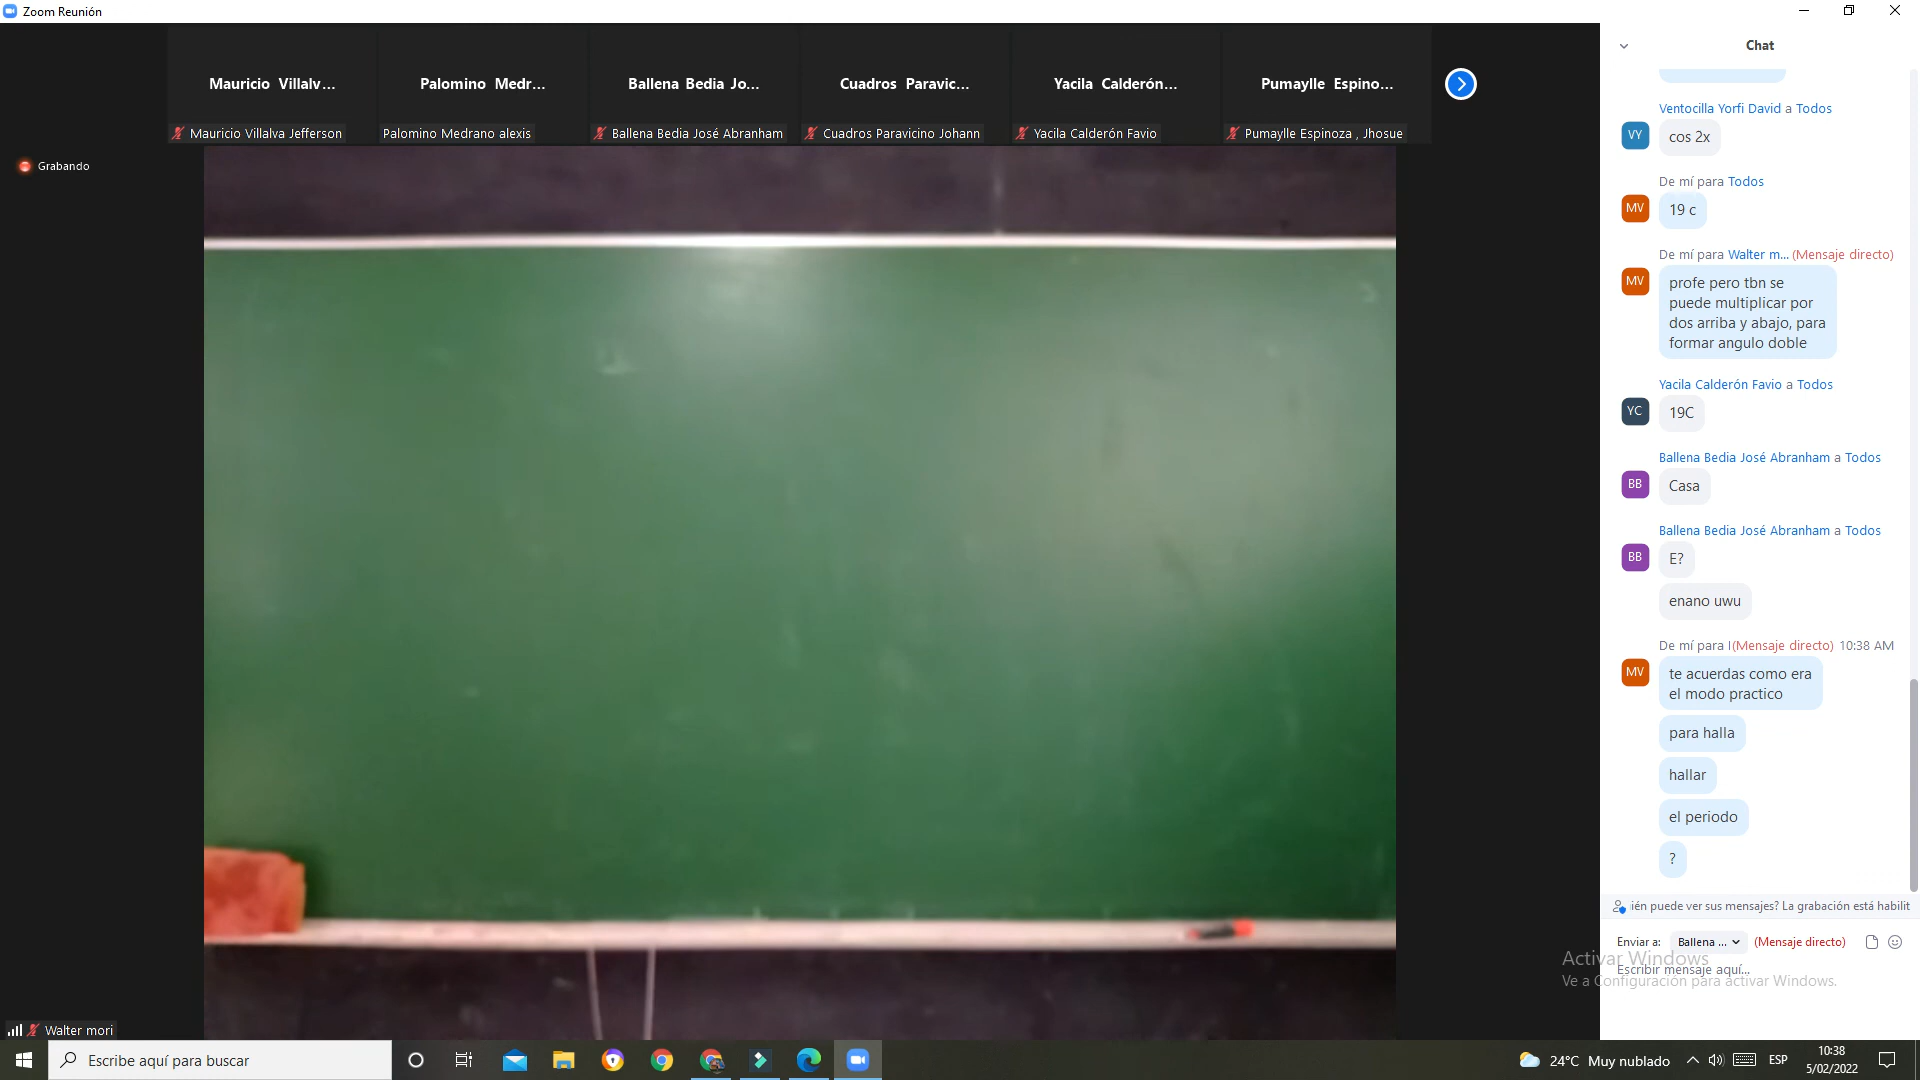 Zoom Reunión
Mauricio Villalv...
Palomino Medr...
Ballena Bedia Jo...
Cuadros Paravic...
Yacila Calderón...
Pumaylle Espino...
Mauricio Villalva Jefferson
Palomino Medrano alexis
Ballena Bedia José Abranham
Cuadros Paravicino Johann
Yacila Calderón Favio
Pumaylle Espinoza , Jhosue
Grabando
Walter mori
Chat
Ventocilla Yorfi David a Todos
VY
cos 2x
De mí para Todos
MV
19 c
De mí para Walter m... (Mensaje directo)
MV
profe pero tbn se
puede multiplicar por
dos arriba y abajo, para
formar angulo doble
Yacila Calderón Favio a Todos
YC
19C
Ballena Bedia José Abranham a Todos
BB
Casa
Ballena Bedia José Abranham a Todos
BB
E?
enano uwu
De mí para l(Mensaje directo) 10:38 AM
MV
te acuerdas como era
el modo practico
para halla
hallar
el periodo
?
ién puede ver sus mensajes? La grabación está habilit
Enviar a: Ballena ... (Mensaje directo)
Escribir mensaje aquí...
Activar Windows
Ve a Configuración para activar Windows.
Escribe aquí para buscar
24°C Muy nublado
ESP
10:38
5/02/2022